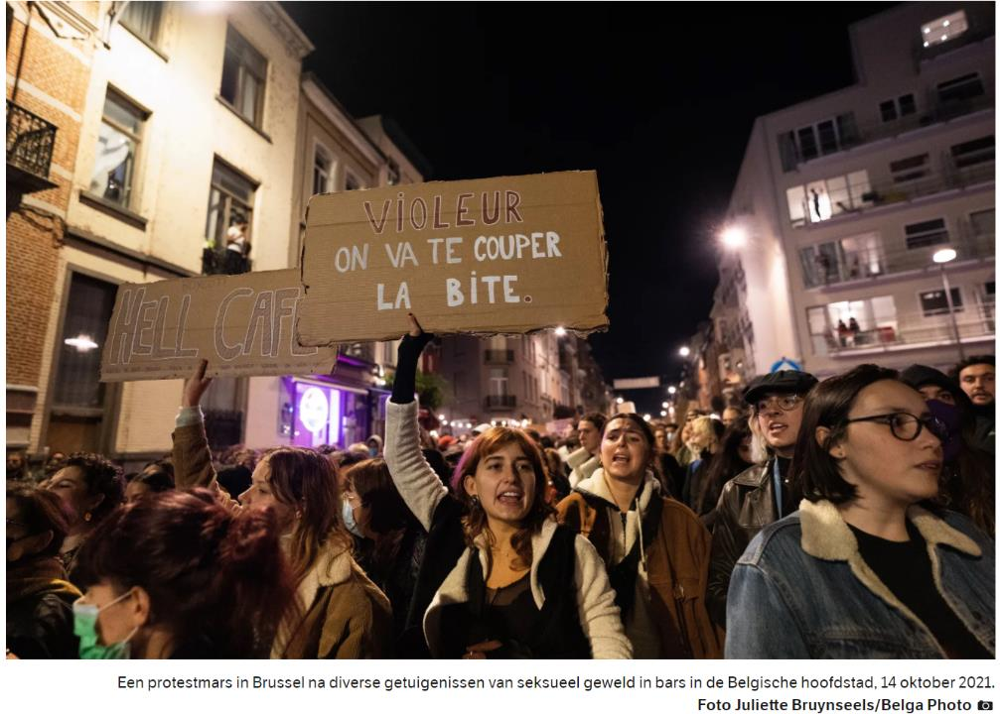 VIOLEUR
ON VA TE COUPER
LA BITE.
HELL CAFE
Een protestmars in Brussel na diverse getuigenissen van seksueel geweld in bars in de Belgische hoofdstad, 14 oktober 2021.
Foto Juliette Bruynseels/Belga Photo